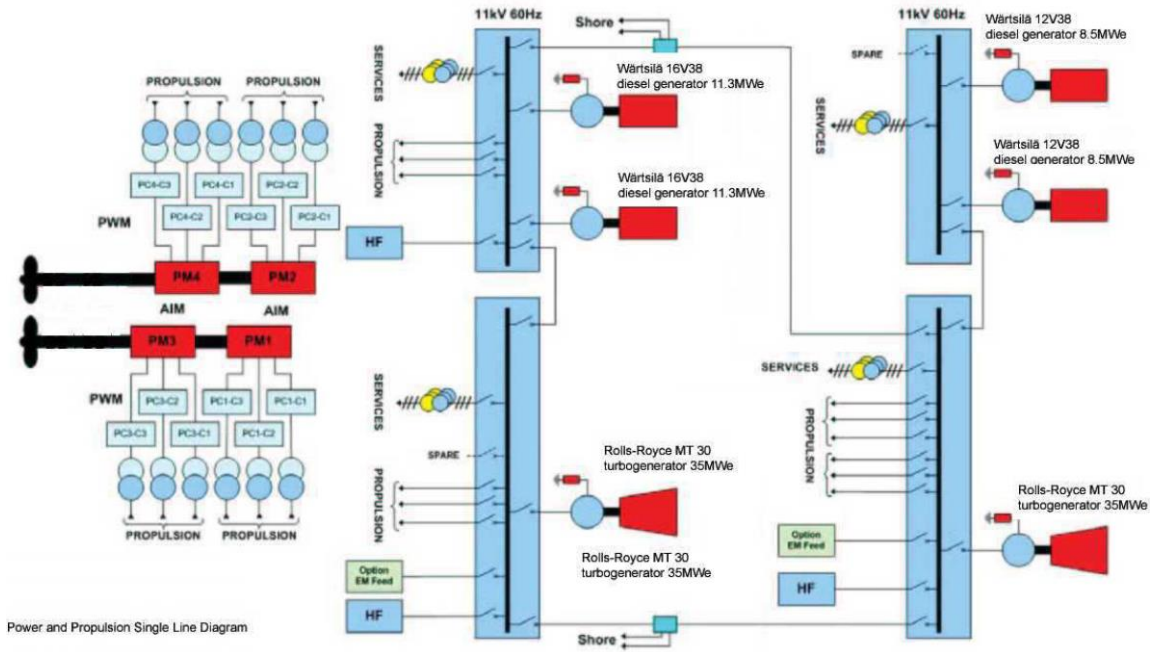 11kV 60Hz
Shore
11kV 60Hz
Wärtsilä 12V38
diesel generator 8.5MWe
SPARE
SERVICES
Wärtsilä 16V38
diesel generator 11.3MWe
PROPULSION
PROPULSION
SERVICES
PROPULSION
Wärtsilä 12V38
diesel generator 8.5MWe
PC4-C3
PC4-C1
PC2-C2
Wärtsilä 16V38
diesel generator 11.3MWe
PWM
PC4-C2
PC2-C3
PC2-C1
HF
PM4
PM2
AIM
AIM
PM3
PM1
PWM
PC3-C2
PC1-C3
PC1-C1
SERVICES
SERVICES
PC3-C3
PC3-C1
PC1-C2
PROPULSION
SPARE
Rolls-Royce MT 30
turbogenerator 35MWe
PROPULSION
Rolls-Royce MT 30
turbogenerator 35MWe
PROPULSION
PROPULSION
Option
EM Feed
Rolls-Royce MT 30
turbogenerator 35MWe
Option
EM Feed
HF
HF
Power and Propulsion Single Line Diagram
Shore